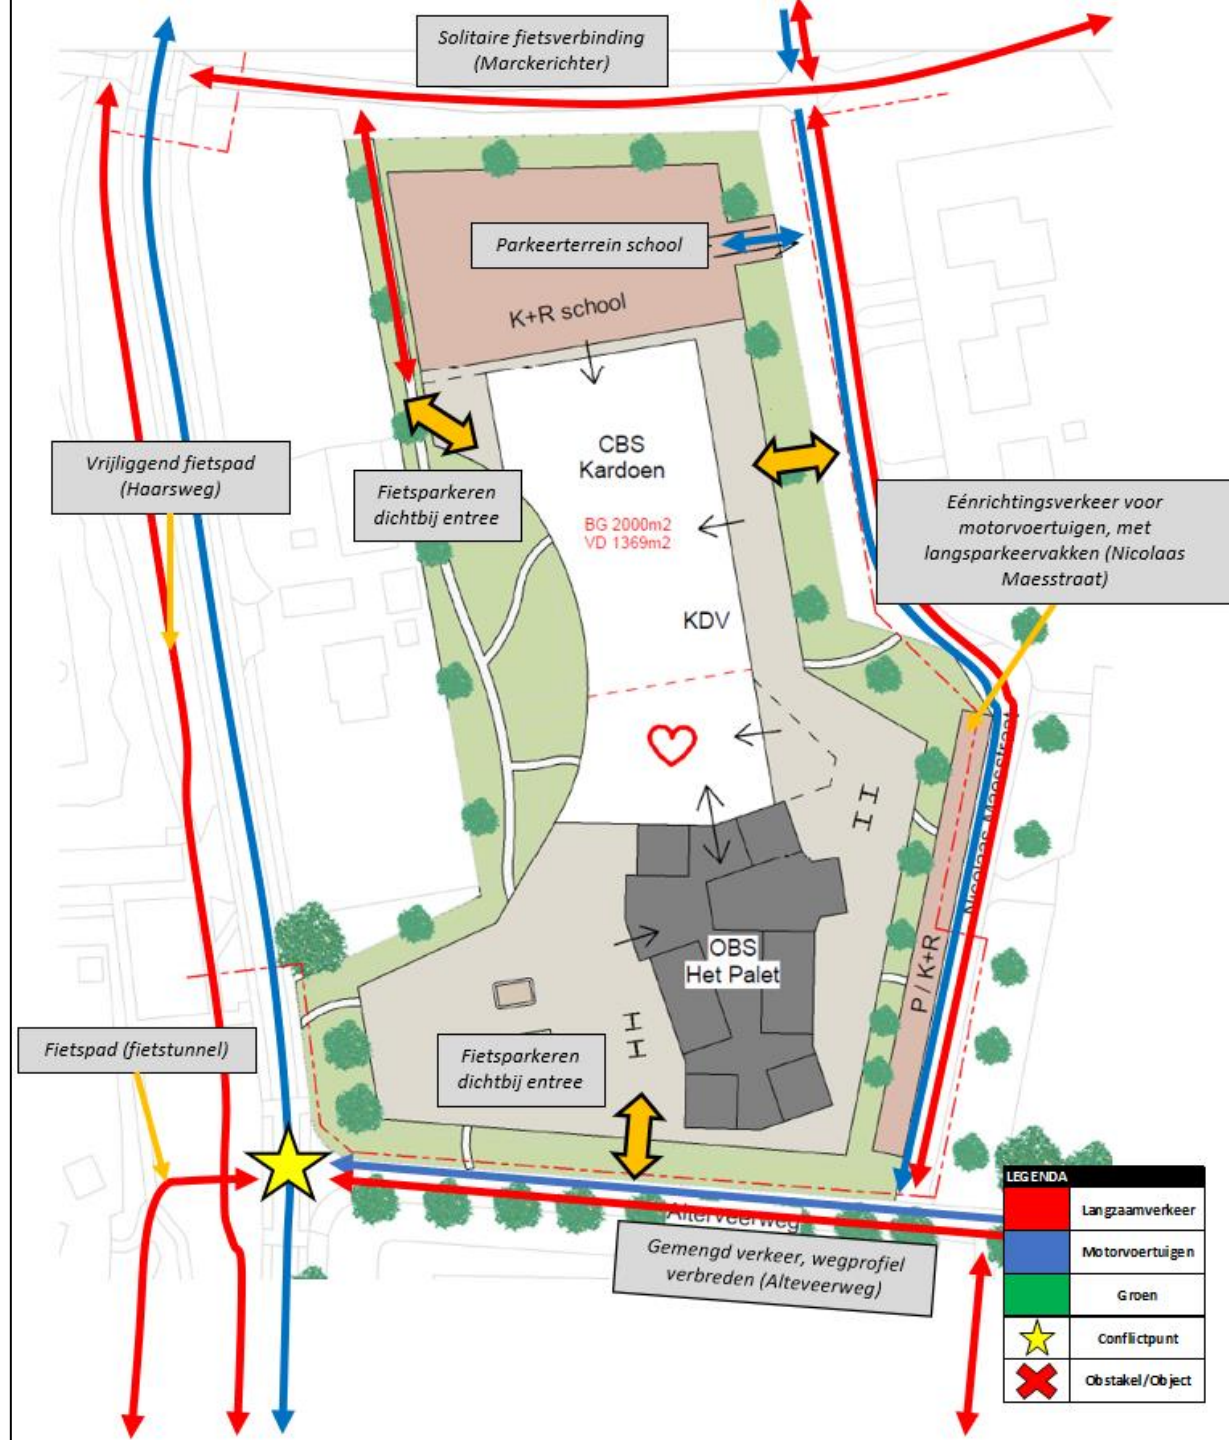 Solitaire fietsverbinding
(Marckerichter)
Parkeerterrein school
K+R school
CBS
Kardoen
BG 2000m2
VD 1369m2
Vrijliggend fietspad
(Haarsweg)
Fietsparkeren
dichtbij entree
Eénrichtingsverkeer voor
motorvoertuigen, met
langsparkeervakken (Nicolaas
Maesstraat)
KDV
Nicolaas Maesstraat
P / K+R
OBS
Het Palet
Fietspad (fietstunnel)
Fietsparkeren
dichtbij entree
Alterveerweg
Gemengd verkeer, wegprofiel
verbreden (Alteveerweg)
LEGENDA
Langzaamverkeer
Motorvoertuigen
Groen
Conflictpunt
Obstakel/Object